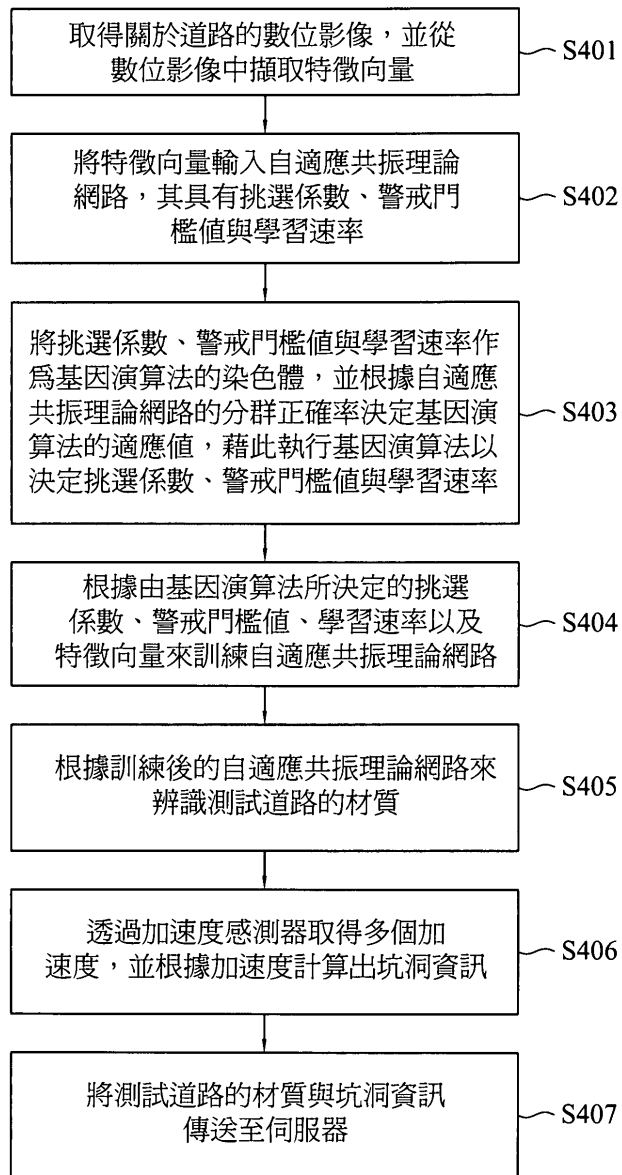 取得關於道路的數位影像，並從
數位影像中擷取特徵向量
S401
將特徵向量輸入自適應共振理論
網路，其具有挑選係數、警戒門
檻值與學習速率
S402
將挑選係數、警戒門檻值與學習速率作
爲基因演算法的染色體，並根據自適應
共振理論網路的分群正確率決定基因演
算法的適應值，藉此執行基因演算法以
決定挑選係數、警戒門檻值與學習速率
S403
根據由基因演算法所決定的挑選
係數、警戒門檻值、學習速率以及
特徵向量來訓練自適應共振理論網路
S404
根據訓練後的自適應共振理論網路來
辨識測試道路的材質
S405
透過加速度感測器取得多個加
速度，並根據加速度計算出坑洞資訊
S406
將測試道路的材質與坑洞資訊
傳送至伺服器
S407